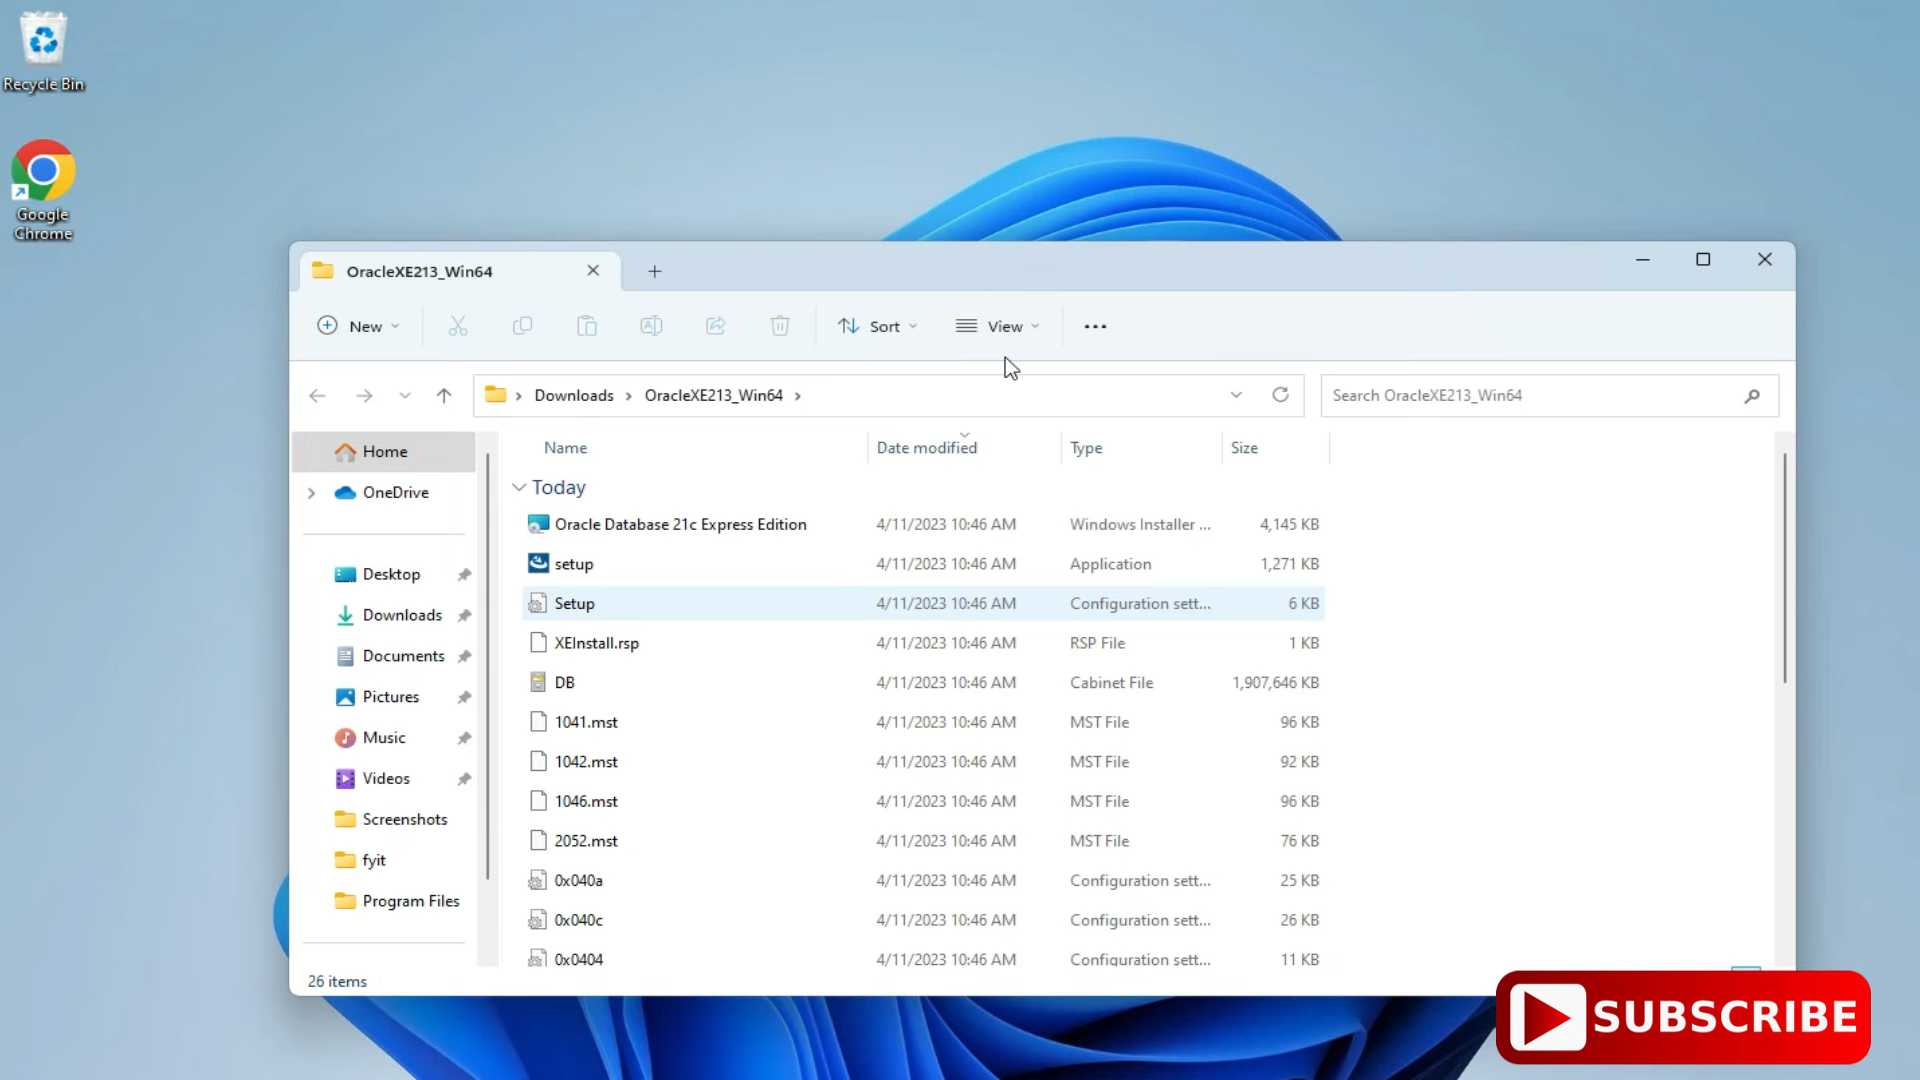 Recycle Bin
Google
Chrome
OracleXE213_Win64
New
Sort
View
Downloads
OracleXE213_Win64
Search OracleXE213_Win64
Home
OneDrive
Desktop
Downloads
Documents
Pictures
Music
Videos
Screenshots
fyit
Program Files
Name Date modified Type Size
Today
Oracle Database 21c Express Edition 4/11/2023 10:46 AM Windows Installer ... 4,145 KB
setup 4/11/2023 10:46 AM Application 1,271 KB
Setup 4/11/2023 10:46 AM Configuration sett... 6 KB
XEInstall.rsp 4/11/2023 10:46 AM RSP File 1 KB
DB 4/11/2023 10:46 AM Cabinet File 1,907,646 KB
1041.mst 4/11/2023 10:46 AM MST File 96 KB
1042.mst 4/11/2023 10:46 AM MST File 92 KB
1046.mst 4/11/2023 10:46 AM MST File 96 KB
2052.mst 4/11/2023 10:46 AM MST File 76 KB
0x040a 4/11/2023 10:46 AM Configuration sett... 25 KB
0x040c 4/11/2023 10:46 AM Configuration sett... 26 KB
0x0404 4/11/2023 10:46 AM Configuration sett... 11 KB
26 items
SUBSCRIBE